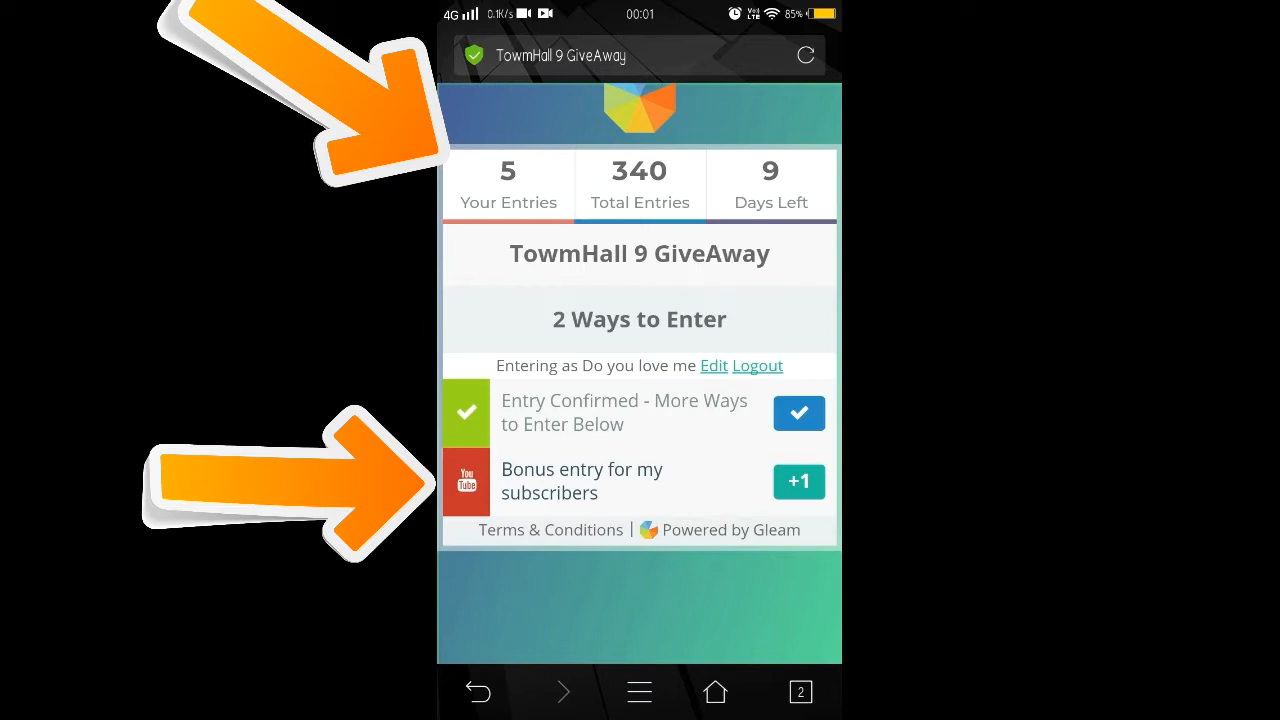 4G 0.1K/s 00:01 VoLTE 85%
TowmHall 9 GiveAway
5 340 9
Your Entries Total Entries Days Left
TowmHall 9 GiveAway
2 Ways to Enter
Entering as Do you love me Edit Logout
Entry Confirmed - More Ways
to Enter Below
Bonus entry for my
subscribers
+1
You
Tube
Terms & Conditions | Powered by Gleam
2